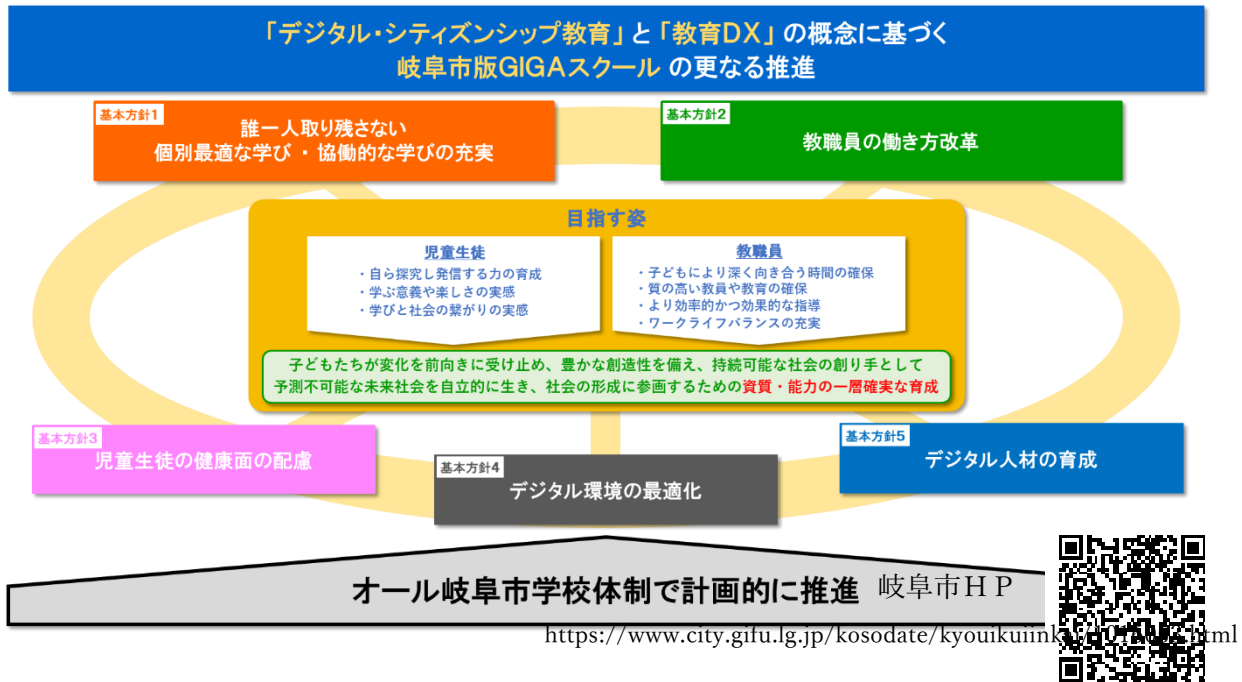 「デジタル・シティズンシップ教育」と「教育DX」の概念に基づく
岐阜市版GIGAスクール の更なる推進
基本方針1
誰一人取り残さない
個別最適な学び ・ 協働的な学びの充実
基本方針2
教職員の働き方改革
目指す姿
児童生徒
・自ら探究し発信する力の育成
・学ぶ意義や楽しさの実感
・学びと社会の繋がりの実感
教職員
・子どもにより深く向き合う時間の確保
・質の高い教員や教育の確保
・より効率的かつ効果的な指導
・ワークライフバランスの充実
子どもたちが変化を前向きに受け止め、豊かな創造性を備え、持続可能な社会の創り手として
予測不可能な未来社会を自立的に生き、社会の形成に参画するための資質・能力の一層確実な育成
基本方針3
児童生徒の健康面の配慮
基本方針4
デジタル環境の最適化
基本方針5
デジタル人材の育成
オール岐阜市学校体制で計画的に推進
岐阜市ＨＰ
https://www.city.gifu.lg.jp/kosodate/kyouikuiink